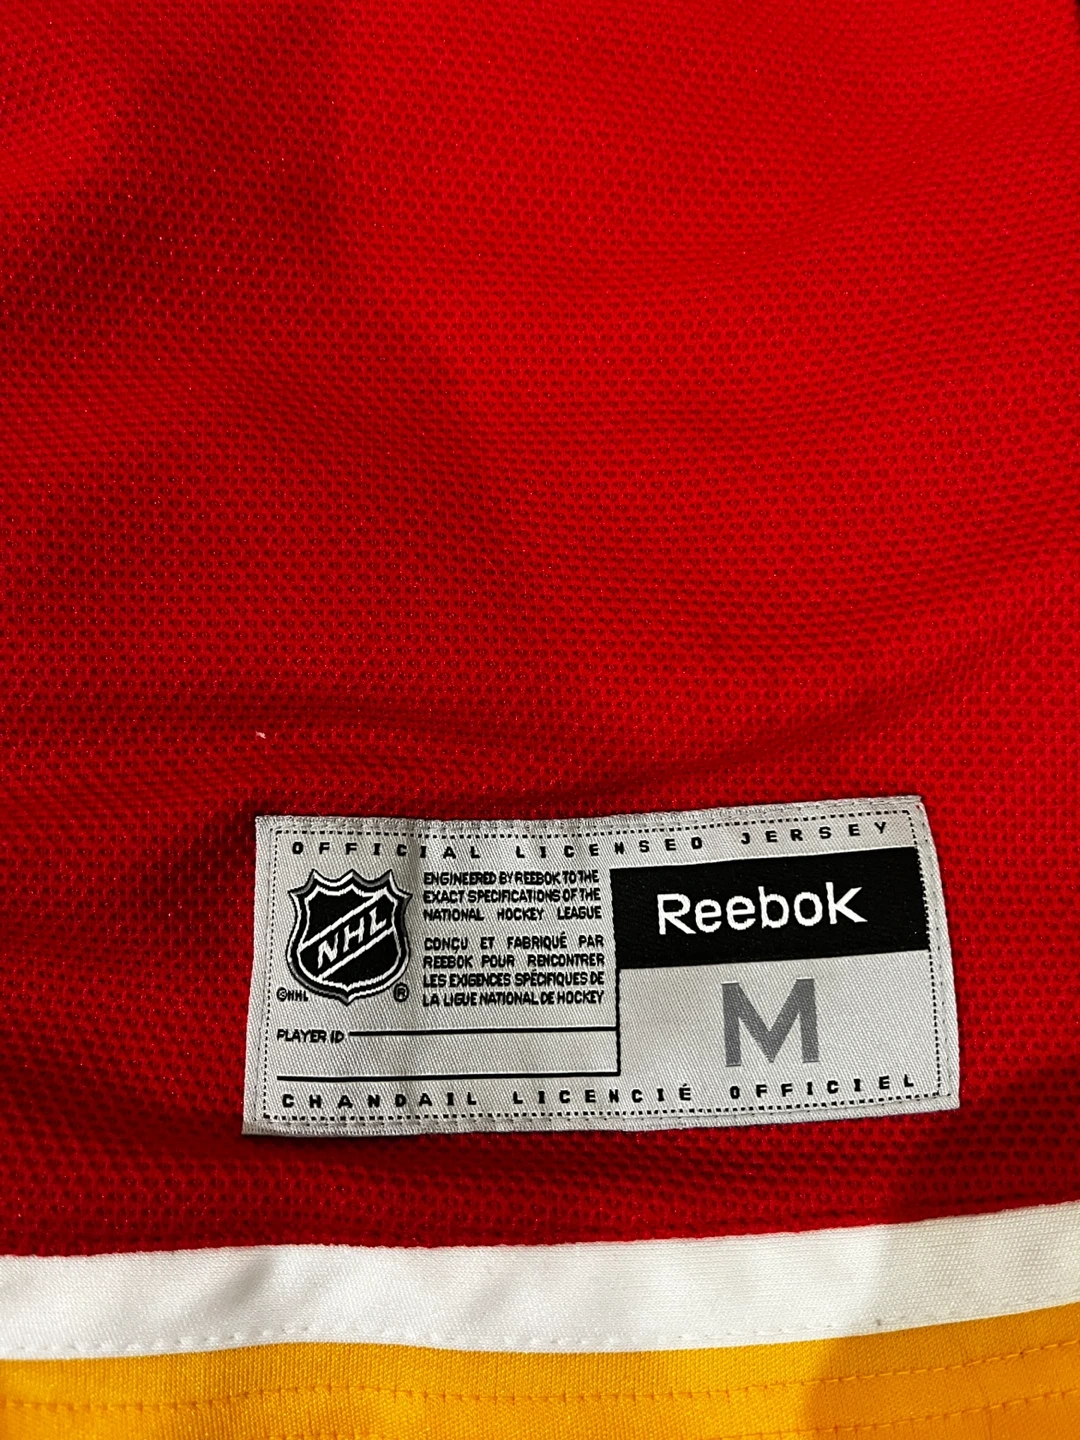 OFFICIAL LICENSED JERSEY
NHL
©NHL
®
ENGINEERED BY REEBOK TO THE
EXACT SPECIFICATIONS OF THE
NATIONAL HOCKEY LEAGUE
CONÇU ET FABRIQUÉ PAR
REEBOK POUR RENCONTRER
LES EXIGENCES SPÉCIFIQUES DE
LA LIGUE NATIONAL DE HOCKEY
PLAYER ID
Reebok
M
CHANDAIL LICENCIÉ OFFICIEL